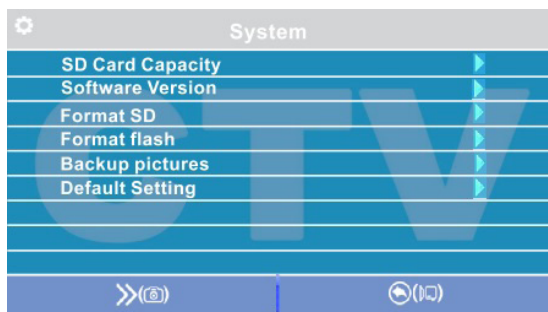 System
SD Card Capacity
Software Version
Format SD
Format flash
Backup pictures
Default Setting
CTV